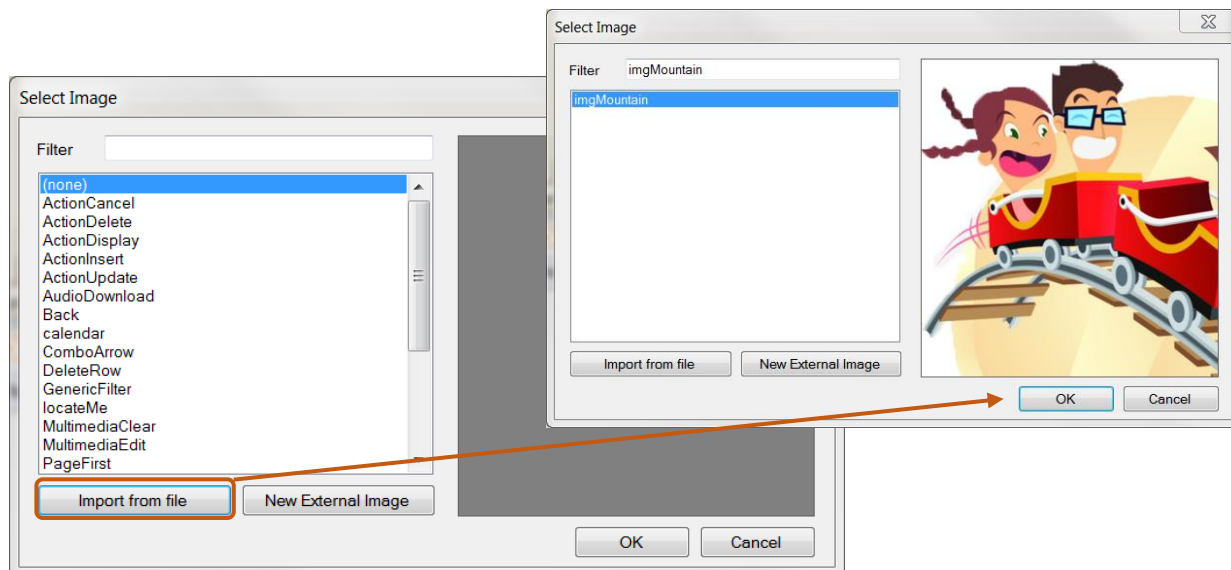 Select Image
Filter
(none)
ActionCancel
ActionDelete
ActionDisplay
ActionInsert
ActionUpdate
AudioDownload
Back
calendar
ComboArrow
DeleteRow
GenericFilter
locateMe
MultimediaClear
MultimediaEdit
PageFirst
Import from file New External Image
OK Cancel
Select Image
Filter imgMountain
imgMountain
Import from file New External Image
OK Cancel